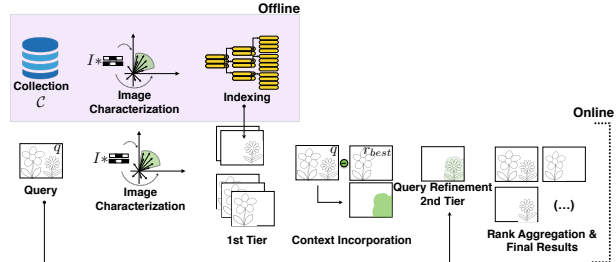 Offline
Collection
C
I*
Image
Characterization
Indexing
Online
q
Query
I*
Image
Characterization
1st Tier
q
r_best
Context Incorporation
Query Refinement
2nd Tier
(...)
Rank Aggregation &
Final Results